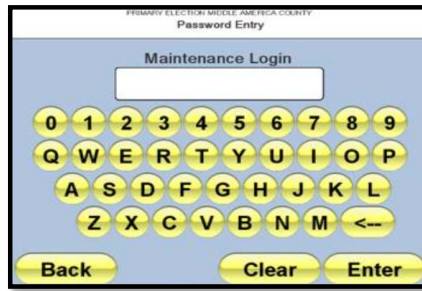 PRIMARY ELECTION MIDDLE AMERICA COUNTY
Password Entry
Maintenance Login
0 1 2 3 4 5 6 7 8 9
Q W E R T Y U I O P
A S D F G H J K L
Z X C V B N M <--
Back Clear Enter